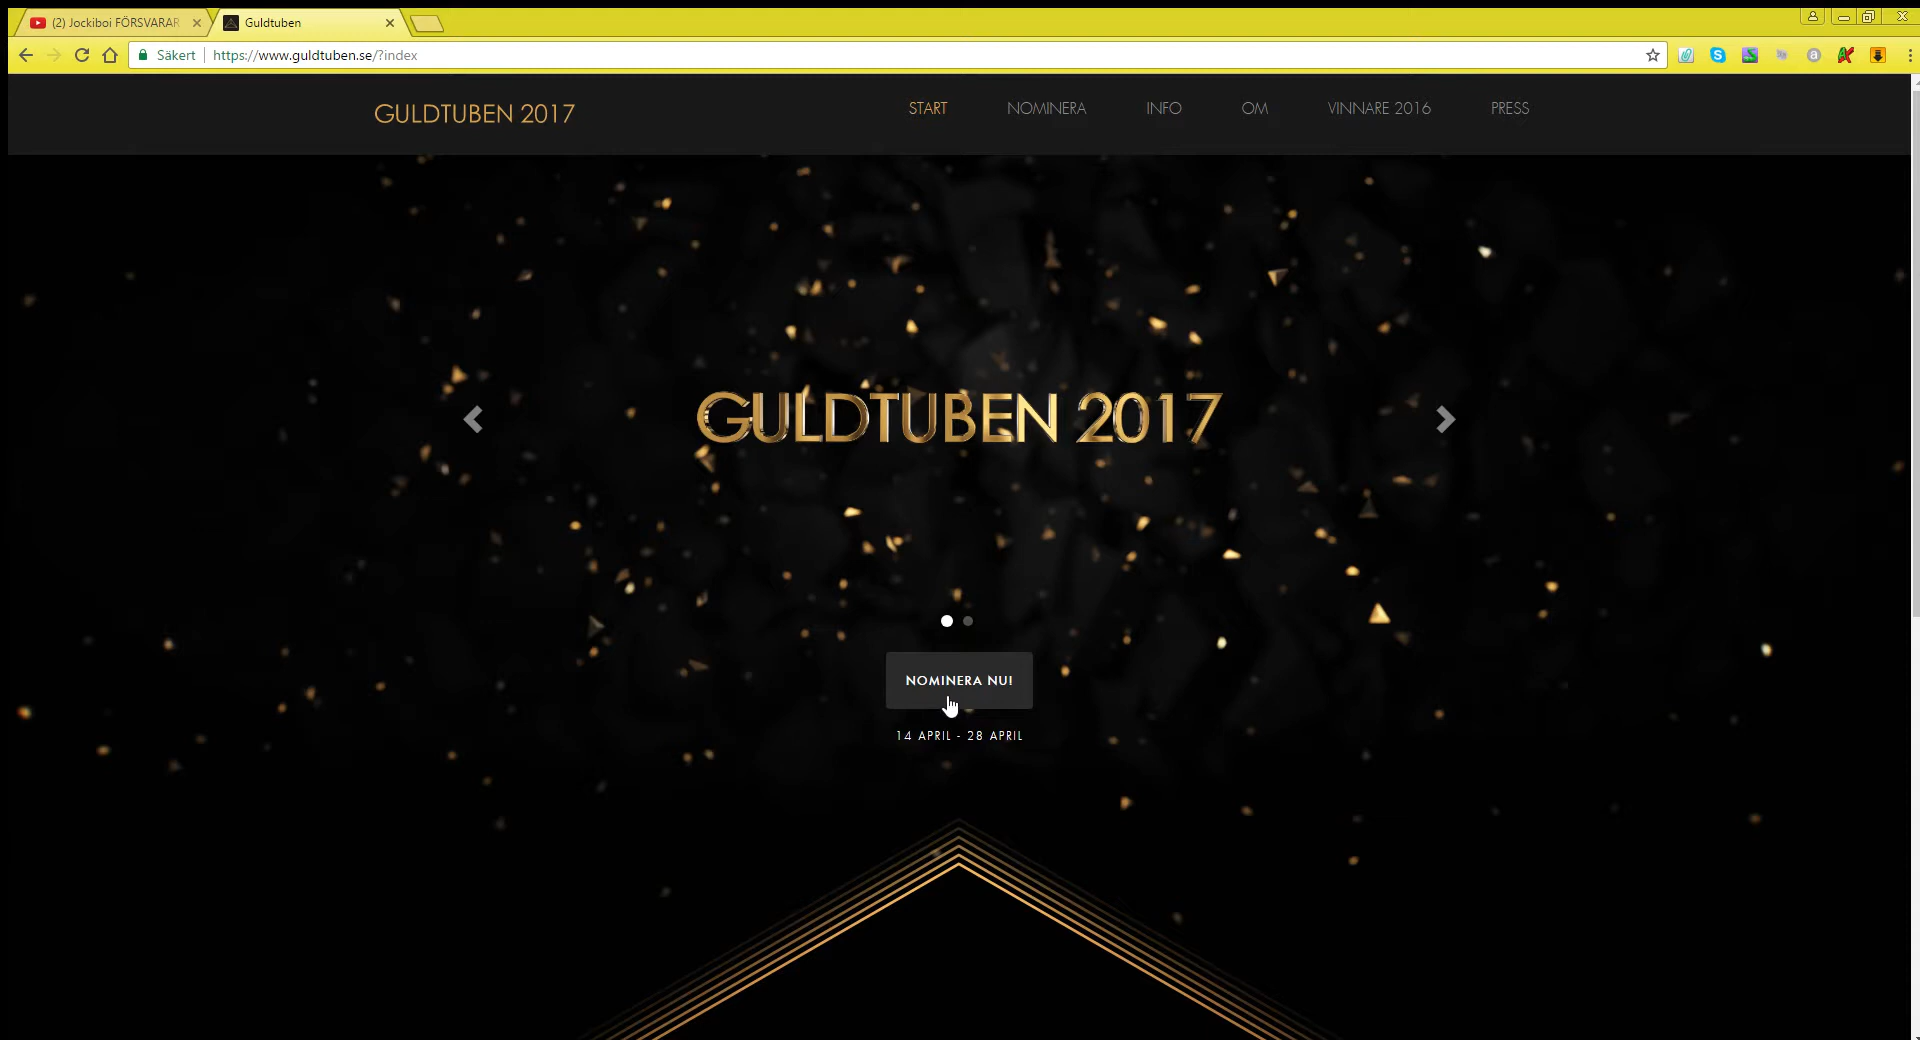 (2) Jockiboi FÖRSVARAR
Guldtuben
Säkert
https://www.guldtuben.se/?index
GULDTUBEN 2017
START
NOMINERA
INFO
OM
VINNARE 2016
PRESS
GULDTUBEN 2017
NOMINERA NU!
14 APRIL - 28 APRIL